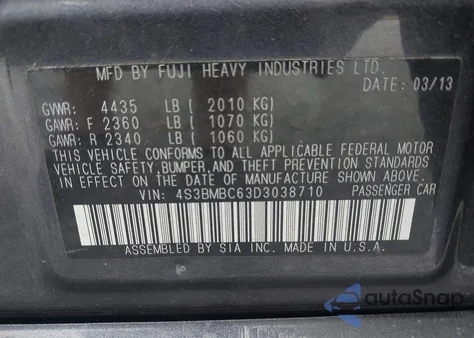 MFD BY FUJI HEAVY INDUSTRIES LTD.
DATE: 03/13
GVWR: 4435 LB ( 2010 KG)
GAWR: F 2360 LB ( 1070 KG)
GAWR: R 2340 LB ( 1060 KG)
THIS VEHICLE CONFORMS TO ALL APPLICABLE FEDERAL MOTOR
VEHICLE SAFETY, BUMPER, AND THEFT PREVENTION STANDARDS
IN EFFECT ON THE DATE OF MANUFACTURE SHOWN ABOVE.
VIN: 4S3BMBC63D3038710 PASSENGER CAR
ASSEMBLED BY SIA INC. MADE IN U.S.A.
autoSnap